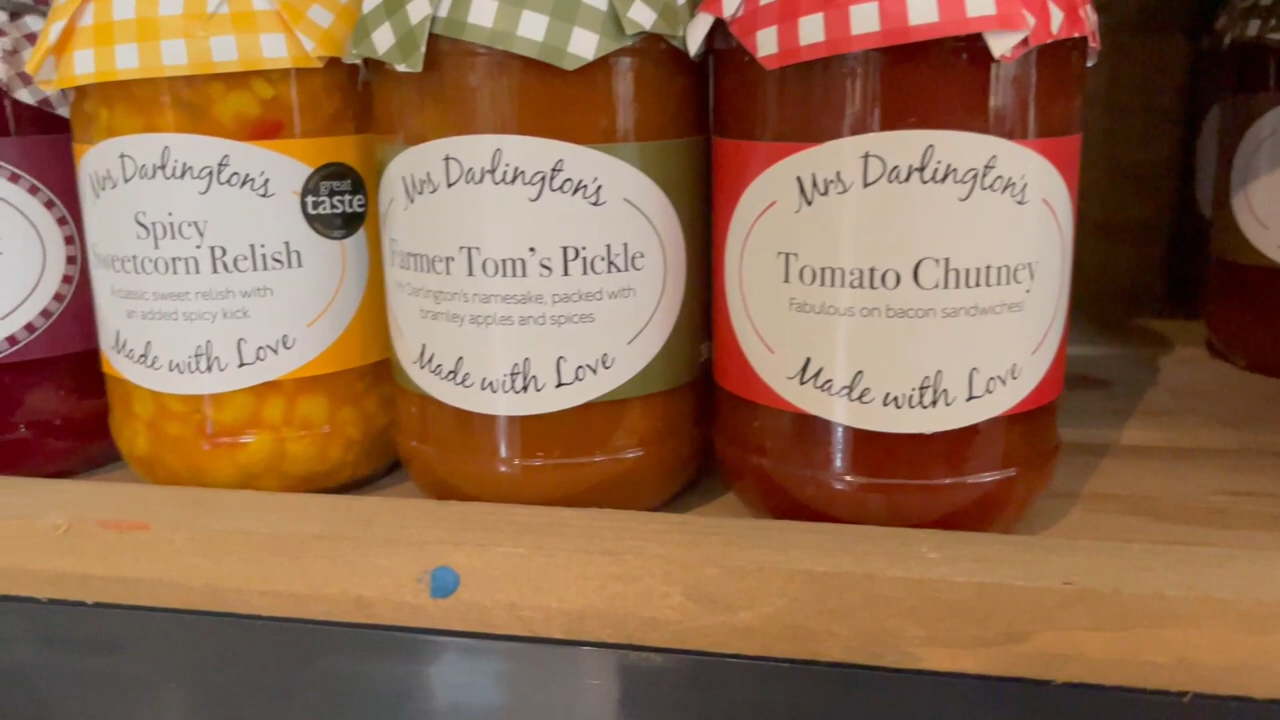 Mrs Darlington's
Spicy
Sweetcorn Relish
A classic sweet relish with
an added spicy kick
Made with Love
great
taste
Mrs Darlington's
Farmer Tom's Pickle
Darlington's namesake, packed with
bramley apples and spices
Made with Love
Mrs Darlington's
Tomato Chutney
Fabulous on bacon sandwiches!
Made with Love